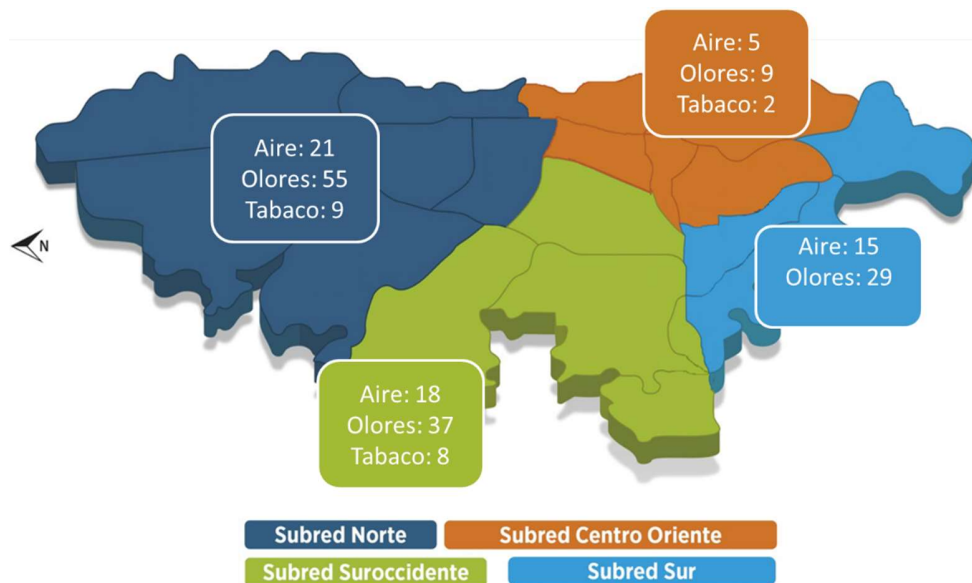 Aire: 5
Olores: 9
Tabaco: 2
Aire: 21
Olores: 55
Tabaco: 9
N
Aire: 15
Olores: 29
Aire: 18
Olores: 37
Tabaco: 8
Subred Norte
Subred Centro Oriente
Subred Suroccidente
Subred Sur